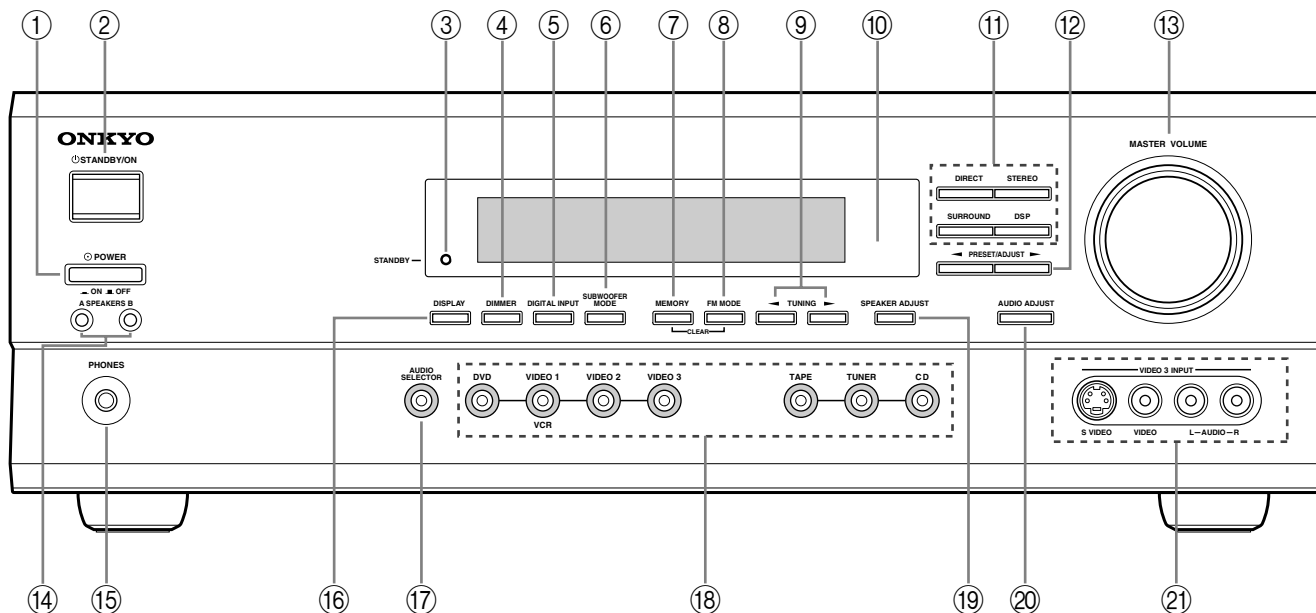 ① ② ③ ④ ⑤ ⑥ ⑦ ⑧ ⑨ ⑩ ⑪ ⑫ ⑬
ONKYO
STANDBY/ON
MASTER VOLUME
DIRECT STEREO
SURROUND DSP
PRESET/ADJUST
STANDBY
POWER
ON OFF
A SPEAKERS B
DISPLAY DIMMER DIGITAL INPUT SUBWOOFER
MODE MEMORY FM MODE TUNING SPEAKER ADJUST AUDIO ADJUST
CLEAR
PHONES
AUDIO
SELECTOR
DVD VIDEO 1 VIDEO 2 VIDEO 3 TAPE TUNER CD
VCR
VIDEO 3 INPUT
S VIDEO VIDEO L–AUDIO–R
⑭ ⑮ ⑯ ⑰ ⑱ ⑲ ⑳ ㉑